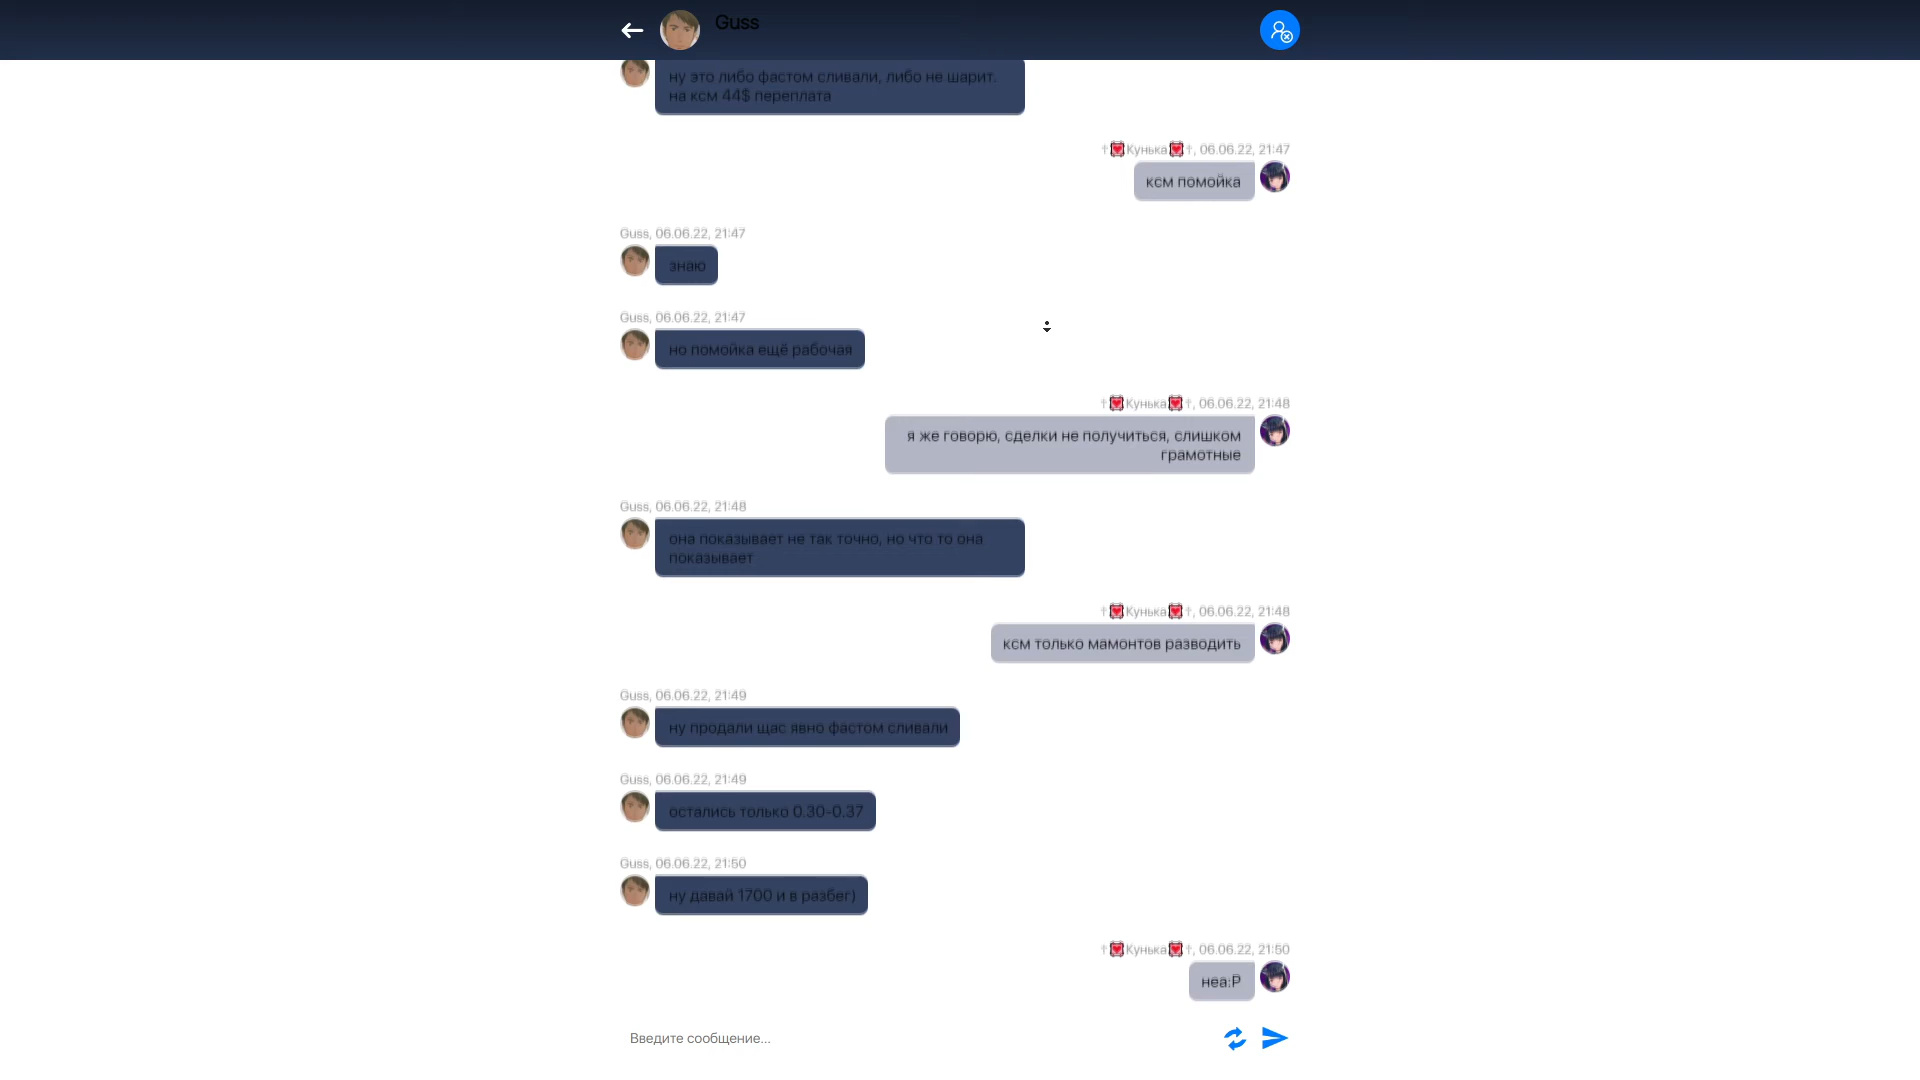 Guss
ну это либо фастом сливали, либо не шарит.
на ксм 44$ переплата
†💟Кунька💟†, 06.06.22, 21:47
ксм помойка
Guss, 06.06.22, 21:47
знаю
Guss, 06.06.22, 21:47
но помойка ещё рабочая
†💟Кунька💟†, 06.06.22, 21:48
я же говорю, сделки не получиться, слишком
грамотные
Guss, 06.06.22, 21:48
она показывает не так точно, но что то она
показывает
†💟Кунька💟†, 06.06.22, 21:48
ксм только мамонтов разводить
Guss, 06.06.22, 21:49
ну продали щас явно фастом сливали
Guss, 06.06.22, 21:49
остались только 0.30-0.37
Guss, 06.06.22, 21:50
ну давай 1700 и в разбег)
†💟Кунька💟†, 06.06.22, 21:50
неа:Р
Введите сообщение...